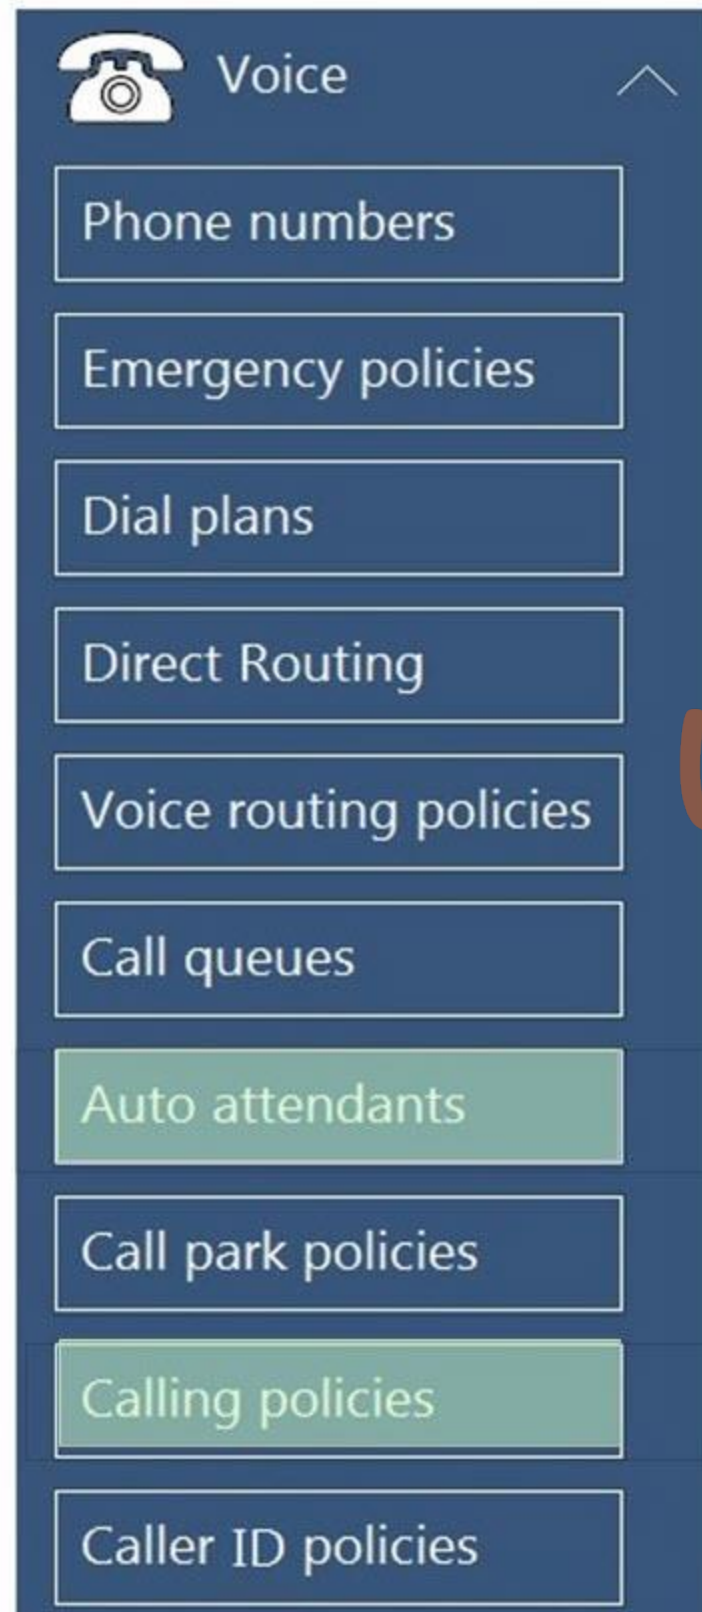 Voice
Phone numbers
Emergency policies
Dial plans
Direct Routing
Voice routing policies
Call queues
Auto attendants
Call park policies
Calling policies
Caller ID policies